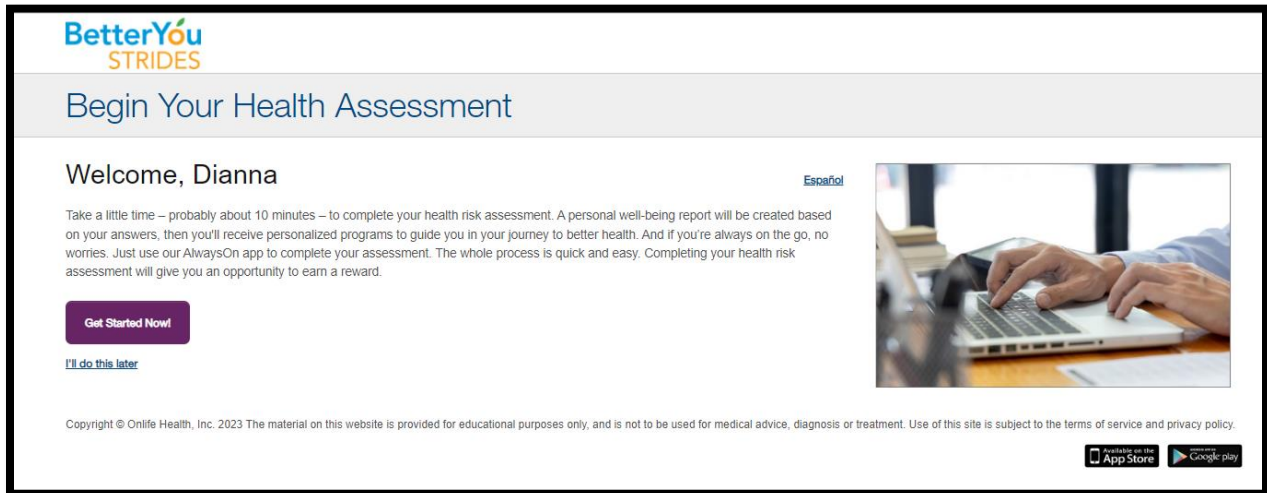 BetterYou
STRIDES
Begin Your Health Assessment
Welcome, Dianna
Español
Take a little time – probably about 10 minutes – to complete your health risk assessment. A personal well-being report will be created based
on your answers, then you'll receive personalized programs to guide you in your journey to better health. And if you're always on the go, no
worries. Just use our AlwaysOn app to complete your assessment. The whole process is quick and easy. Completing your health risk
assessment will give you an opportunity to earn a reward.
Get Started Now!
I'll do this later
Copyright © Onlife Health, Inc. 2023 The material on this website is provided for educational purposes only, and is not to be used for medical advice, diagnosis or treatment. Use of this site is subject to the terms of service and privacy policy.
Available on the
App Store
Google play